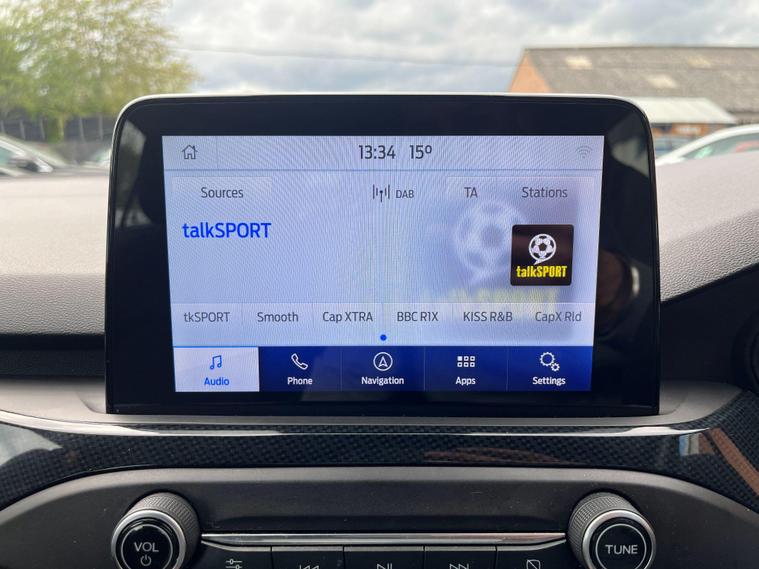 13:34 15º
Sources DAB TA Stations
talkSPORT
talkSPORT
tkSPORT Smooth Cap XTRA BBC R1X KISS R&B CapX Rld
Audio Phone Navigation Apps Settings
VOL TUNE